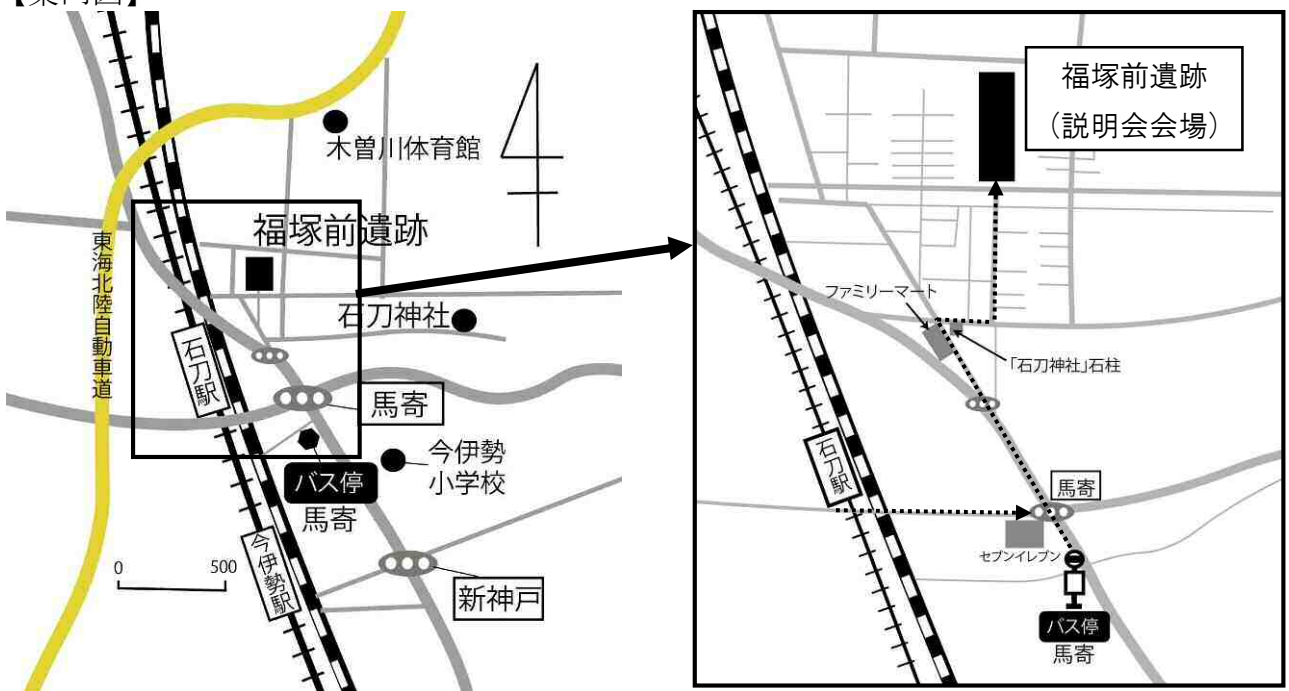 【案内図】
木曽川体育館
福塚前遺跡
東海北陸自動車道
石刀神社
石刀駅
馬寄
今伊勢
小学校
バス停
馬寄
今伊勢駅
0 500
新神戸
福塚前遺跡
(説明会会場)
ファミリーマート
「石刀神社」石柱
石刀駅
馬寄
セブンイレブン
バス停
馬寄